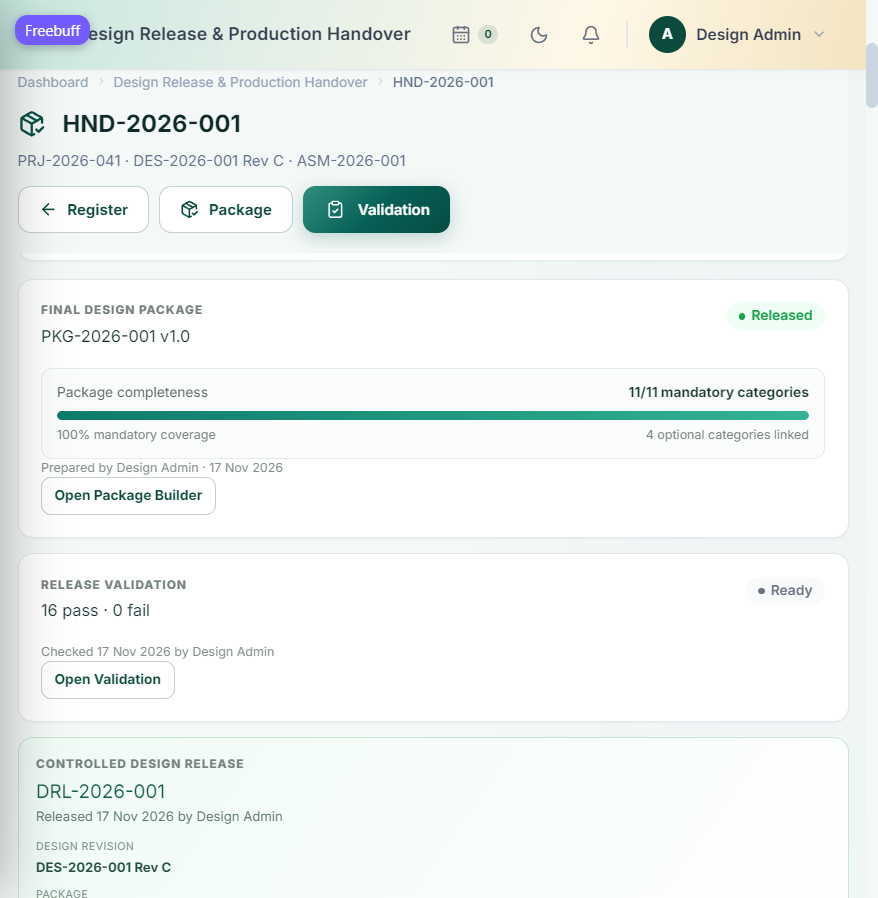 Freebuff
esign Release & Production Handover
0
A
Design Admin
Dashboard > Design Release & Production Handover > HND-2026-001
HND-2026-001
PRJ-2026-041 · DES-2026-001 Rev C · ASM-2026-001
Register
Package
Validation
FINAL DESIGN PACKAGE
Released
PKG-2026-001 v1.0
Package completeness
11/11 mandatory categories
100% mandatory coverage
4 optional categories linked
Prepared by Design Admin · 17 Nov 2026
Open Package Builder
RELEASE VALIDATION
Ready
16 pass · 0 fail
Checked 17 Nov 2026 by Design Admin
Open Validation
CONTROLLED DESIGN RELEASE
DRL-2026-001
Released 17 Nov 2026 by Design Admin
DESIGN REVISION
DES-2026-001 Rev C
PACKAGE